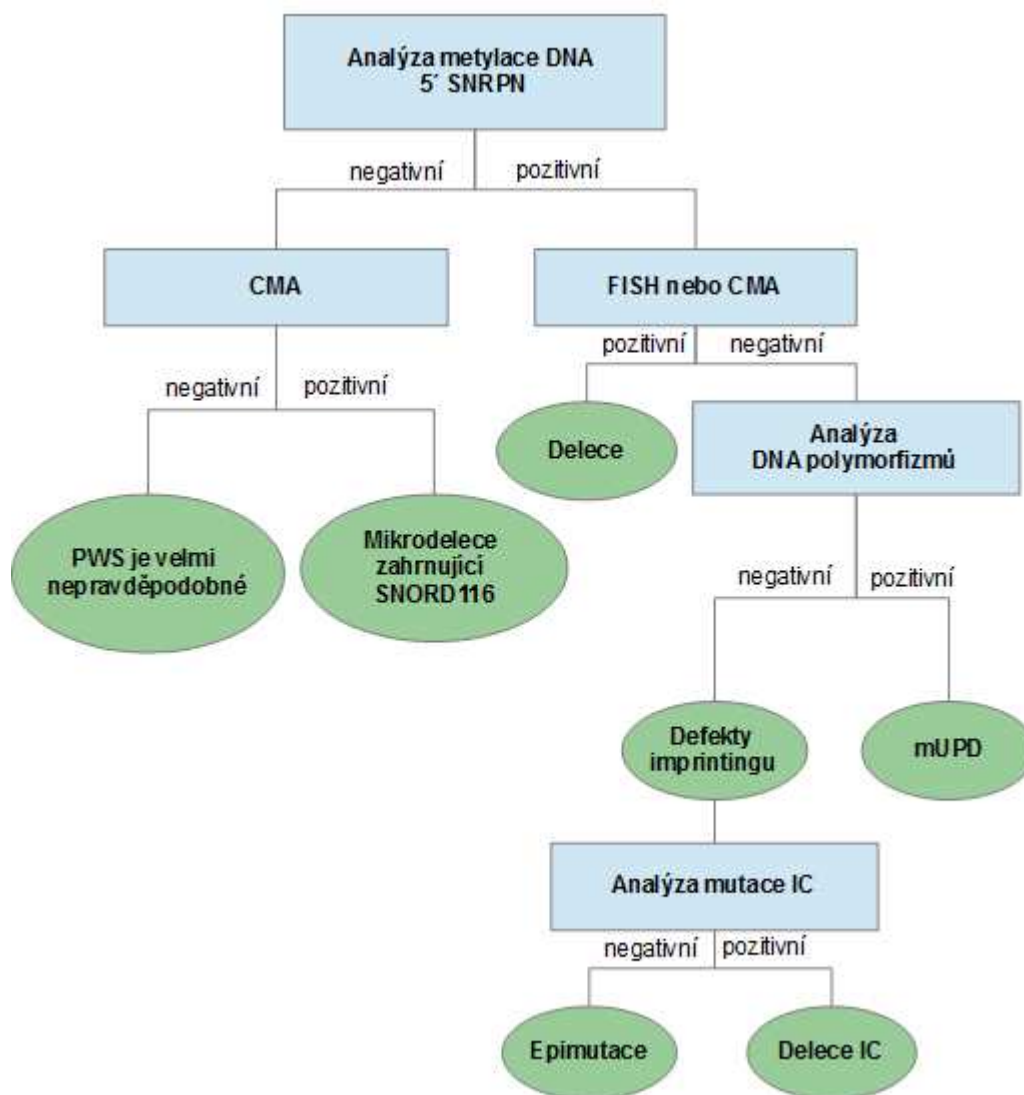 Analýza metylace DNA
5´ SNRPN
negativní
pozitivní
CMA
FISH nebo CMA
pozitivní
negativní
negativní
pozitivní
Delece
Analýza
DNA polymorfizmů
PWS je velmi
nepravděpodobné
Mikrodelece
zahrnující
SNORD116
negativní
pozitivní
Defekty
imprintingu
mUPD
Analýza mutace IC
negativní
pozitivní
Epimutace
Delece IC